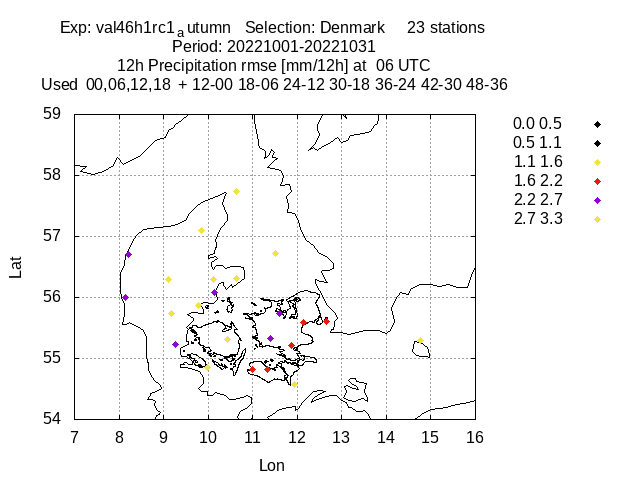 Exp: val46h1rc1_autumn   Selection: Denmark     23 stations
Period: 20221001-20221031
12h Precipitation rmse [mm/12h] at  06 UTC
Used  00,06,12,18  + 12-00 18-06 24-12 30-18 36-24 42-30 48-36
59
58
57
56
55
54
Lat
7 8 9 10 11 12 13 14 15 16
Lon
0.0 0.5
0.5 1.1
1.1 1.6
1.6 2.2
2.2 2.7
2.7 3.3